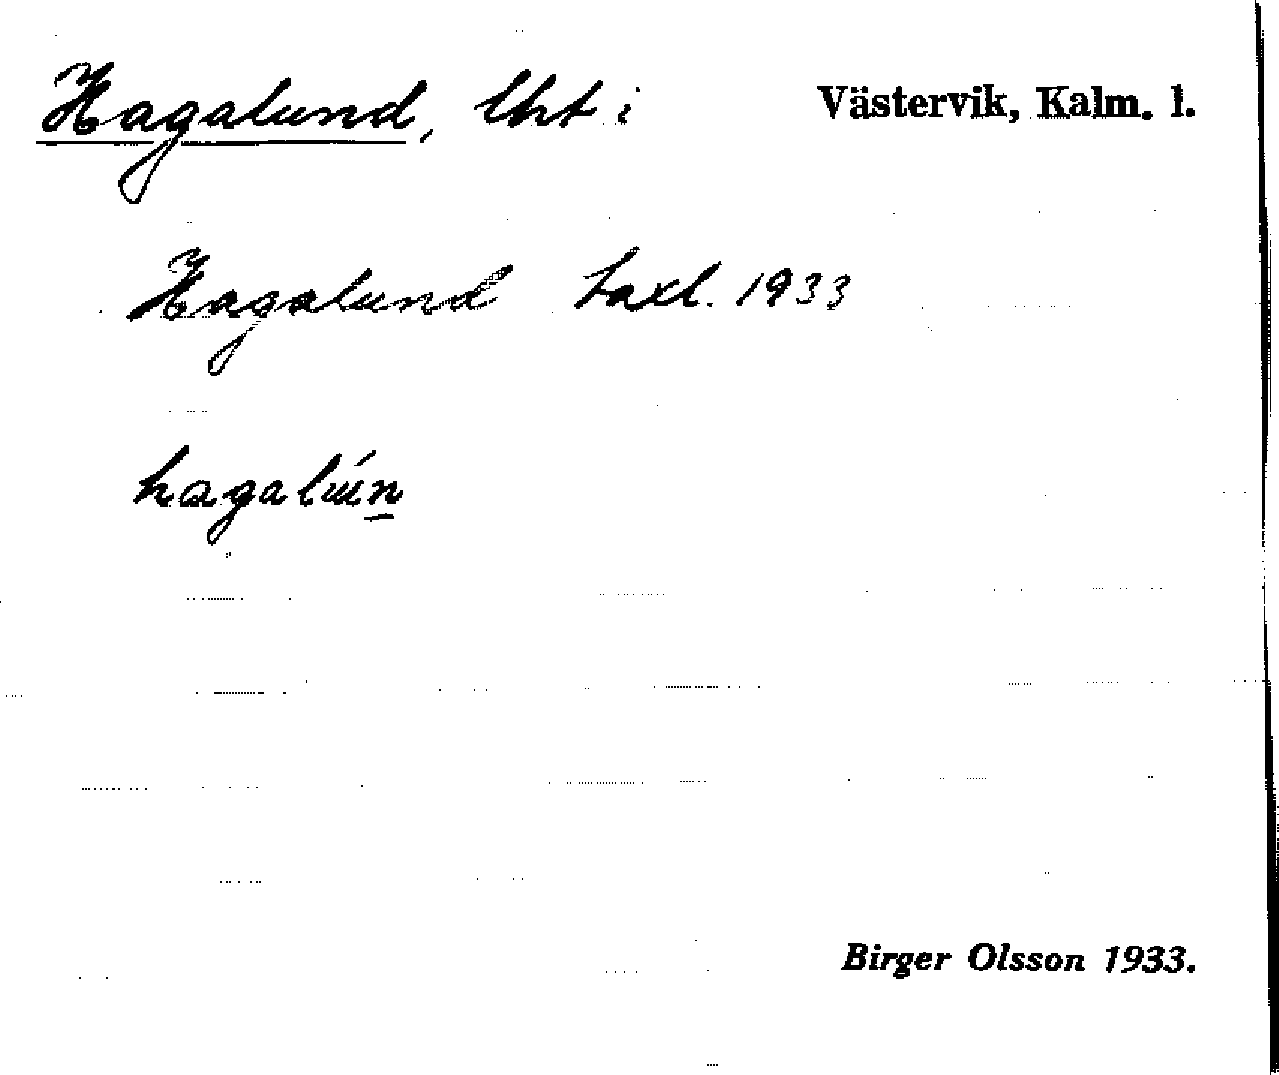 Hagalund, lht i Västervik, Kalm. l.
Hagalund taxl. 1933
hagalún
Birger Olsson 1933.